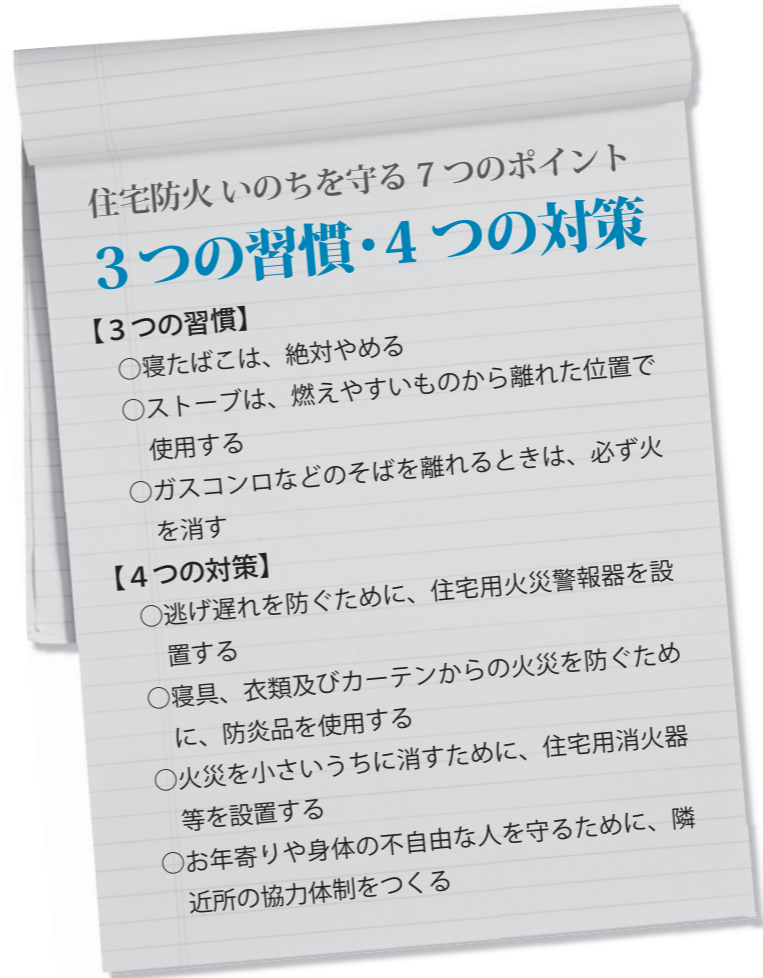 住宅防火 いのちを守る 7 つのポイント
3 つの習慣・4 つの対策
【3 つの習慣】
○寝たばこは、絶対やめる
○ストーブは、燃えやすいものから離れた位置で
使用する
○ガスコンロなどのそばを離れるときは、必ず火
を消す
【4 つの対策】
○逃げ遅れを防ぐために、住宅用火災警報器を設
置する
○寝具、衣類及びカーテンからの火災を防ぐため
に、防炎品を使用する
○火災を小さいうちに消すために、住宅用消火器
等を設置する
○お年寄りや身体の不自由な人を守るために、隣
近所の協力体制をつくる